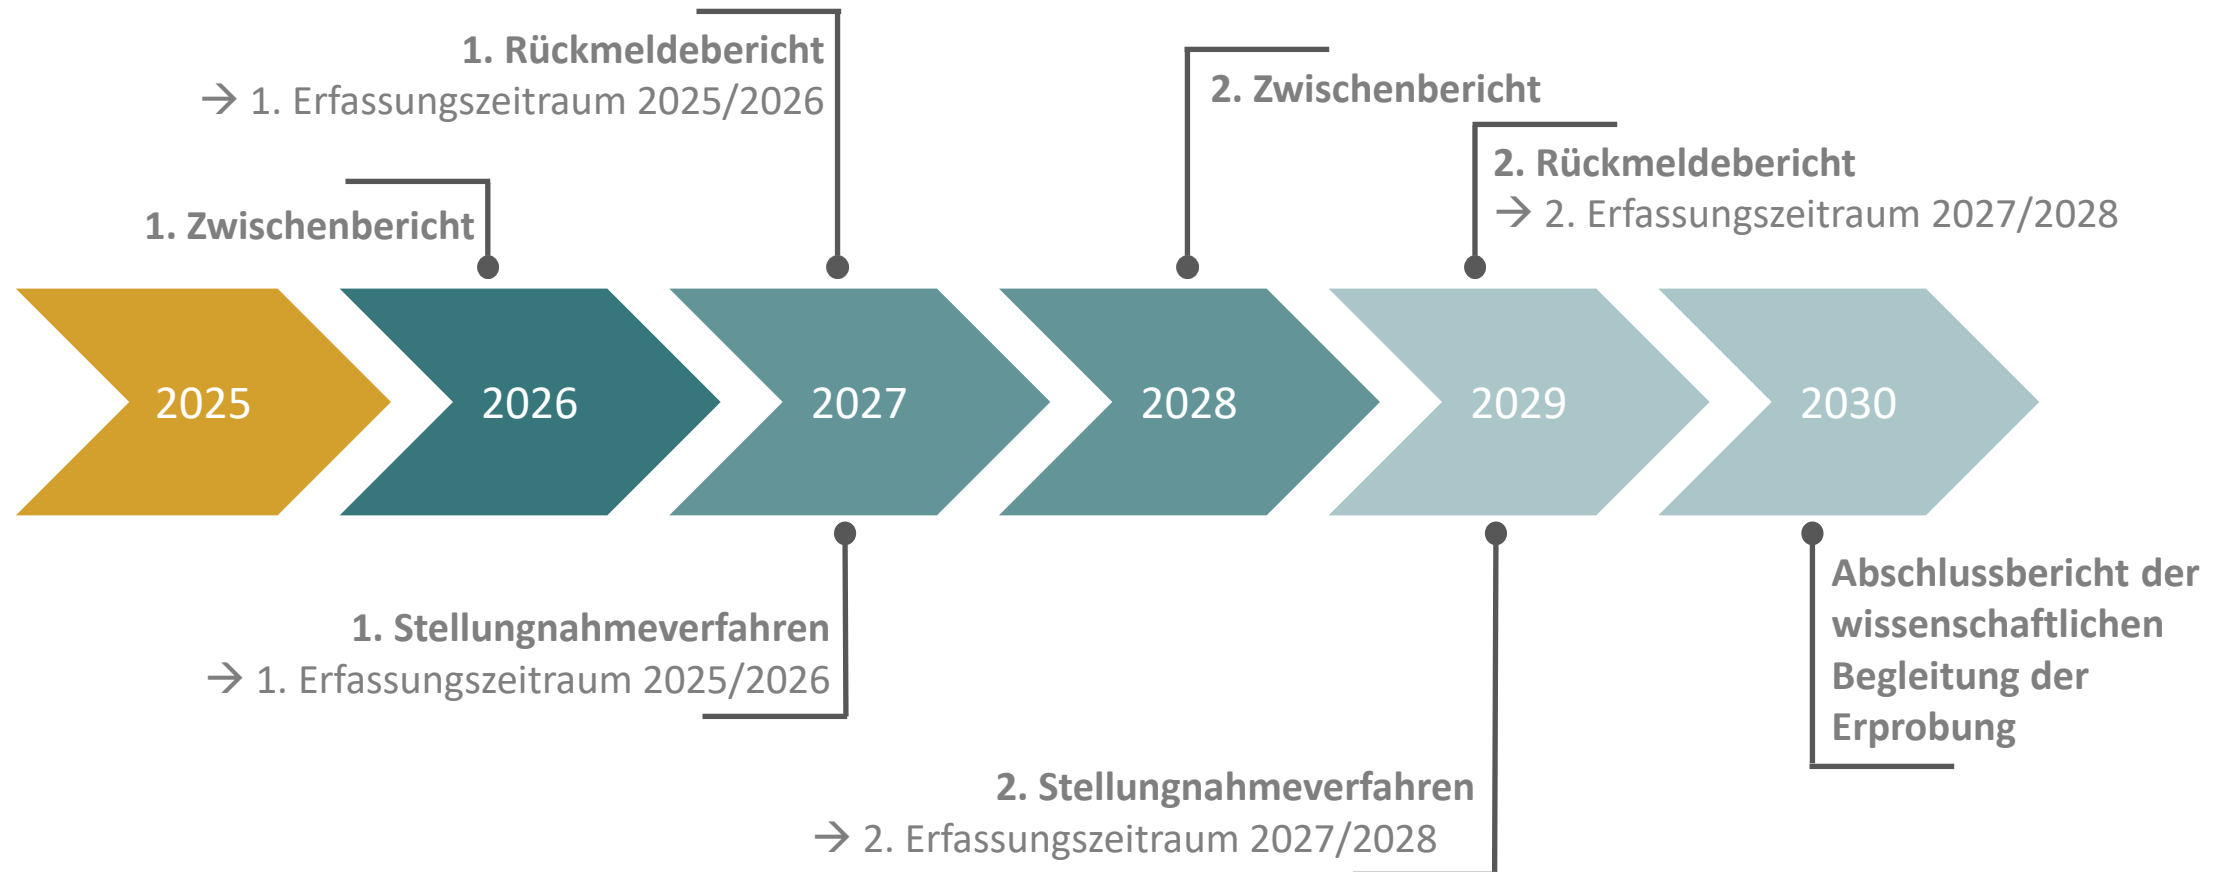 1. Rückmeldebericht
→ 1. Erfassungszeitraum 2025/2026
1. Zwischenbericht
2. Zwischenbericht
2. Rückmeldebericht
→ 2. Erfassungszeitraum 2027/2028
2025
2026
2027
2028
2029
2030
1. Stellungnahmeverfahren
→ 1. Erfassungszeitraum 2025/2026
2. Stellungnahmeverfahren
→ 2. Erfassungszeitraum 2027/2028
Abschlussbericht der
wissenschaftlichen
Begleitung der
Erprobung